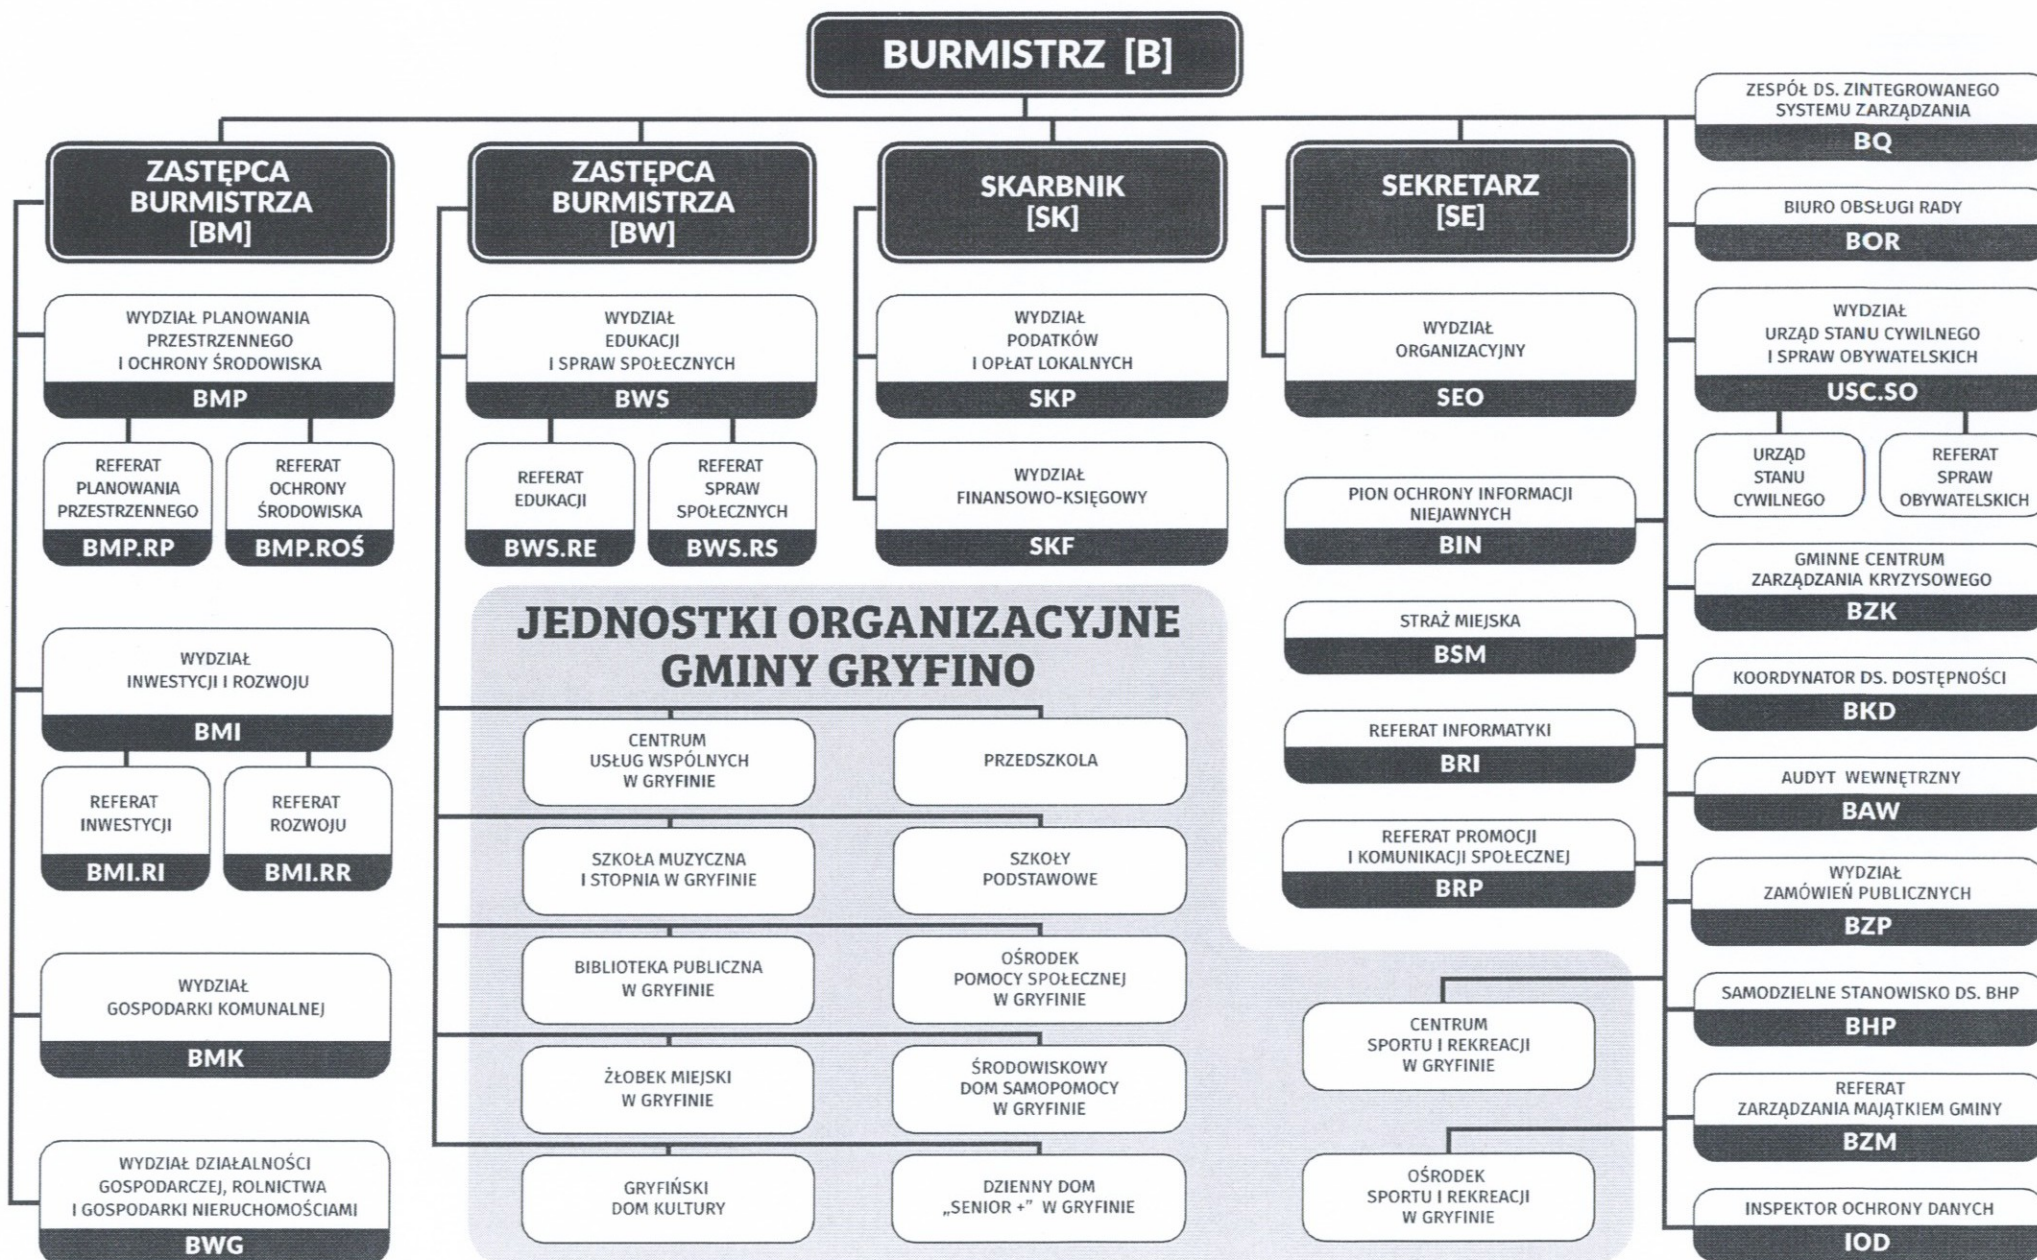 BURMISTRZ [B]
ZASTĘPCA
BURMISTRZA
[BM]
WYDZIAŁ PLANOWANIA
PRZESTRZENNEGO
I OCHRONY ŚRODOWISKA
BMP
REFERAT
PLANOWANIA
PRZESTRZENNEGO
BMP.RP
REFERAT
OCHRONY
ŚRODOWISKA
BMP.ROŚ
WYDZIAŁ
INWESTYCJI I ROZWOJU
BMI
REFERAT
INWESTYCJI
BMI.RI
REFERAT
ROZWOJU
BMI.RR
WYDZIAŁ
GOSPODARKI KOMUNALNEJ
BMK
WYDZIAŁ DZIAŁALNOŚCI
GOSPODARCZEJ, ROLNICTWA
I GOSPODARKI NIERUCHOMOŚCIAMI
BWG
ZASTĘPCA
BURMISTRZA
[BW]
WYDZIAŁ
EDUKACJI
I SPRAW SPOŁECZNYCH
BWS
REFERAT
EDUKACJI
BWS.RE
REFERAT
SPRAW
SPOŁECZNYCH
BWS.RS
SKARBNIK
[SK]
WYDZIAŁ
PODATKÓW
I OPŁAT LOKALNYCH
SKP
WYDZIAŁ
FINANSOWO-KSIĘGOWY
SKF
JEDNOSTKI ORGANIZACYJNE
GMINY GRYFINO
CENTRUM
USŁUG WSPÓLNYCH
W GRYFINIE
PRZEDSZKOLA
SZKOŁA MUZYCZNA
I STOPNIA W GRYFINIE
SZKOŁY
PODSTAWOWE
BIBLIOTEKA PUBLICZNA
W GRYFINIE
OŚRODEK
POMOCY SPOŁECZNEJ
W GRYFINIE
ŻŁOBEK MIEJSKI
W GRYFINIE
ŚRODOWISKOWY
DOM SAMOPOMOCY
W GRYFINIE
GRYFIŃSKI
DOM KULTURY
DZIENNY DOM
„SENIOR +” W GRYFINIE
SEKRETARZ
[SE]
WYDZIAŁ
ORGANIZACYJNY
SEO
PION OCHRONY INFORMACJI
NIEJAWNYCH
BIN
STRAŻ MIEJSKA
BSM
REFERAT INFORMATYKI
BRI
REFERAT PROMOCJI
I KOMUNIKACJI SPOŁECZNEJ
BRP
CENTRUM
SPORTU I REKREACJI
W GRYFINIE
OŚRODEK
SPORTU I REKREACJI
W GRYFINIE
ZESPÓŁ DS. ZINTEGROWANEGO
SYSTEMU ZARZĄDZANIA
BQ
BIURO OBSŁUGI RADY
BOR
WYDZIAŁ
URZĄD STANU CYWILNEGO
I SPRAW OBYWATELSKICH
USC.SO
URZĄD
STANU
CYWILNEGO
REFERAT
SPRAW
OBYWATELSKICH
GMINNE CENTRUM
ZARZĄDZANIA KRYZYSOWEGO
BZK
KOORDYNATOR DS. DOSTĘPNOŚCI
BKD
AUDYT WEWNĘTRZNY
BAW
WYDZIAŁ
ZAMÓWIEŃ PUBLICZNYCH
BZP
SAMODZIELNE STANOWISKO DS. BHP
BHP
REFERAT
ZARZĄDZANIA MAJĄTKIEM GMINY
BZM
INSPEKTOR OCHRONY DANYCH
IOD